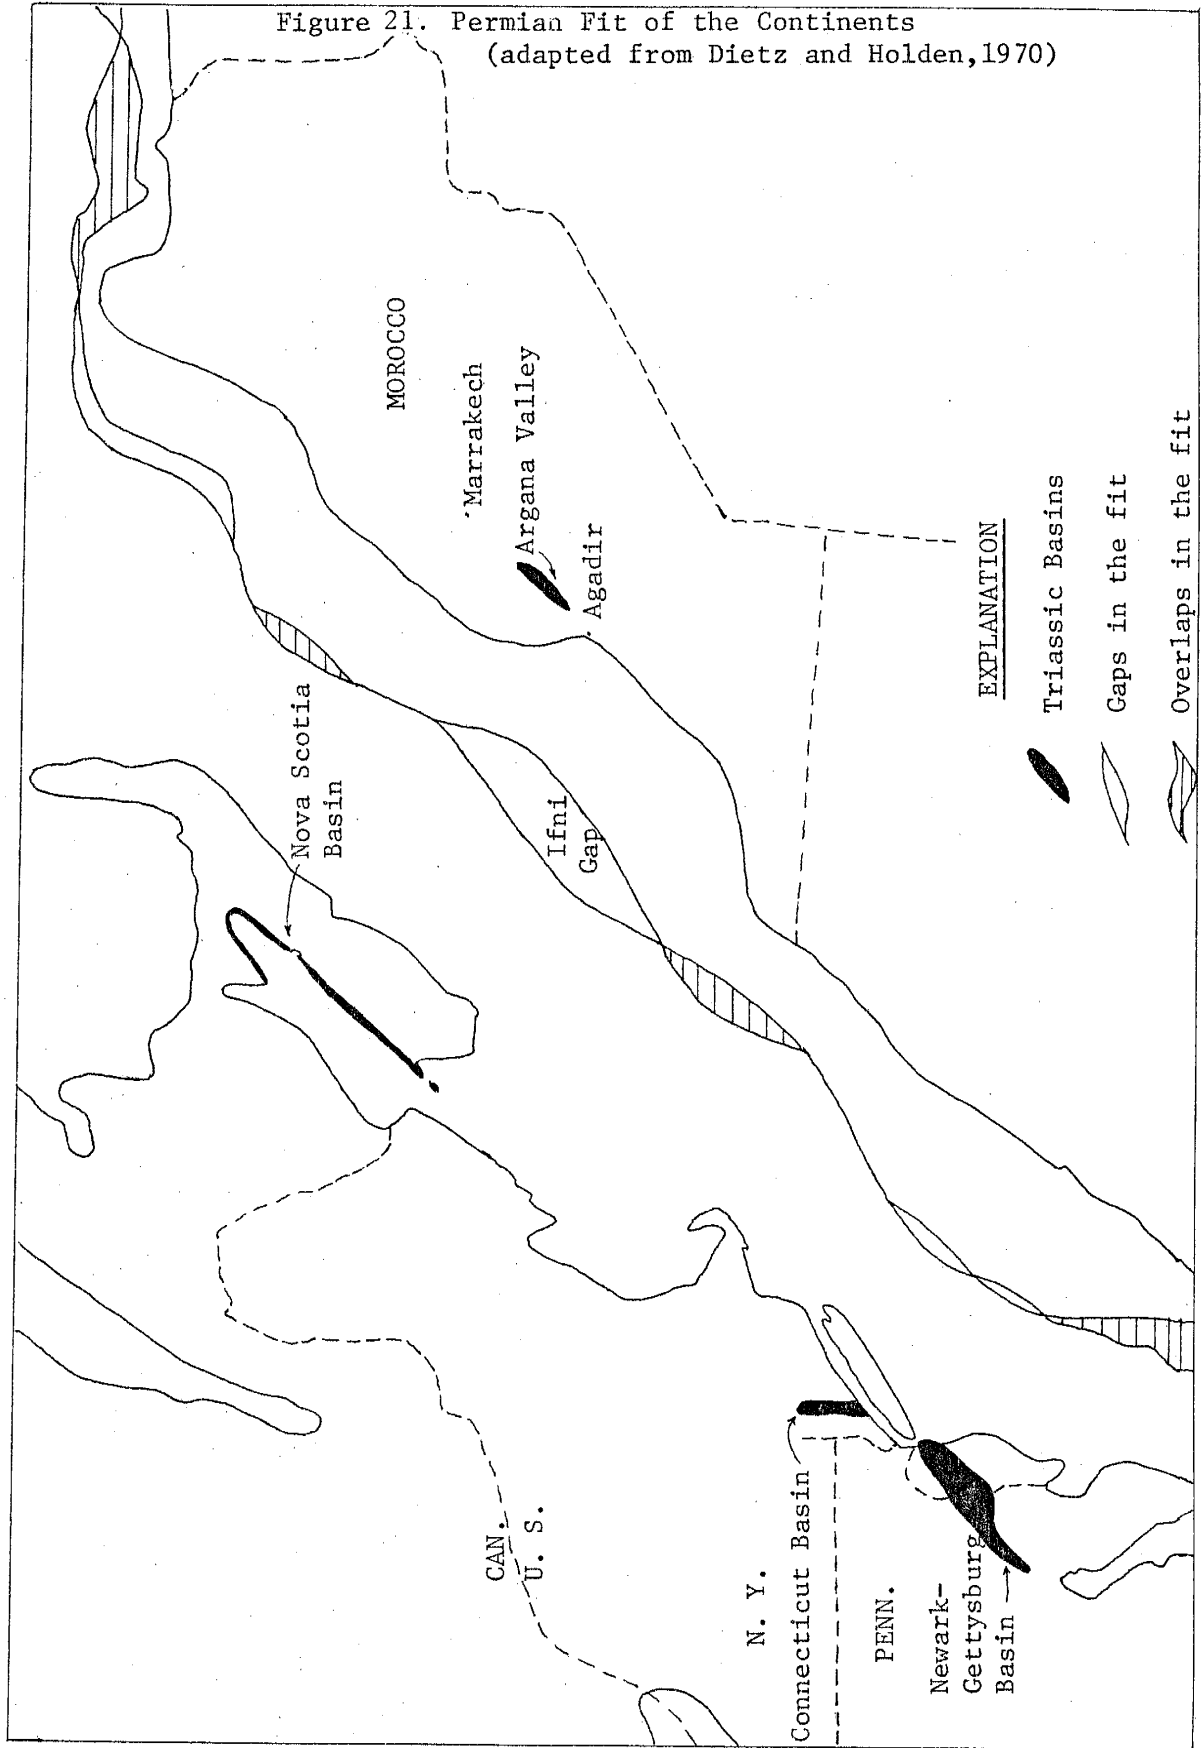 Figure 21. Permian Fit of the Continents
(adapted from Dietz and Holden,1970)
MOROCCO
Marrakech
Argana Valley
Agadir
Nova Scotia
Basin
Ifni
Gap
CAN.
U. S.
N. Y.
Connecticut Basin
PENN.
Newark-
Gettysburg
Basin
EXPLANATION
Triassic Basins
Gaps in the fit
Overlaps in the fit